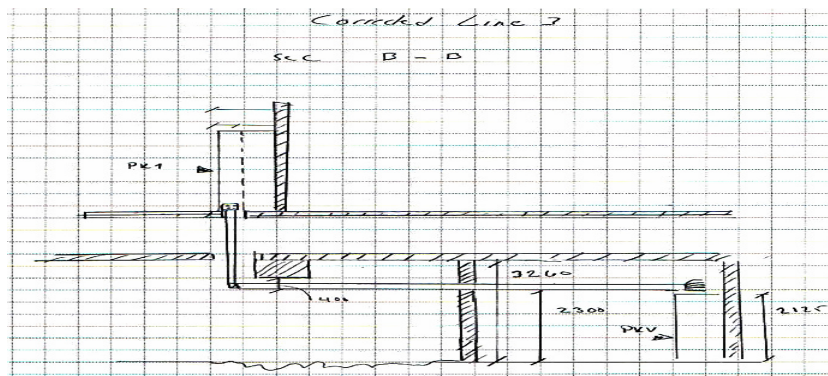 Corrected Line 3
Sec B - B
PK1
3260
400
2300
PKV
2125